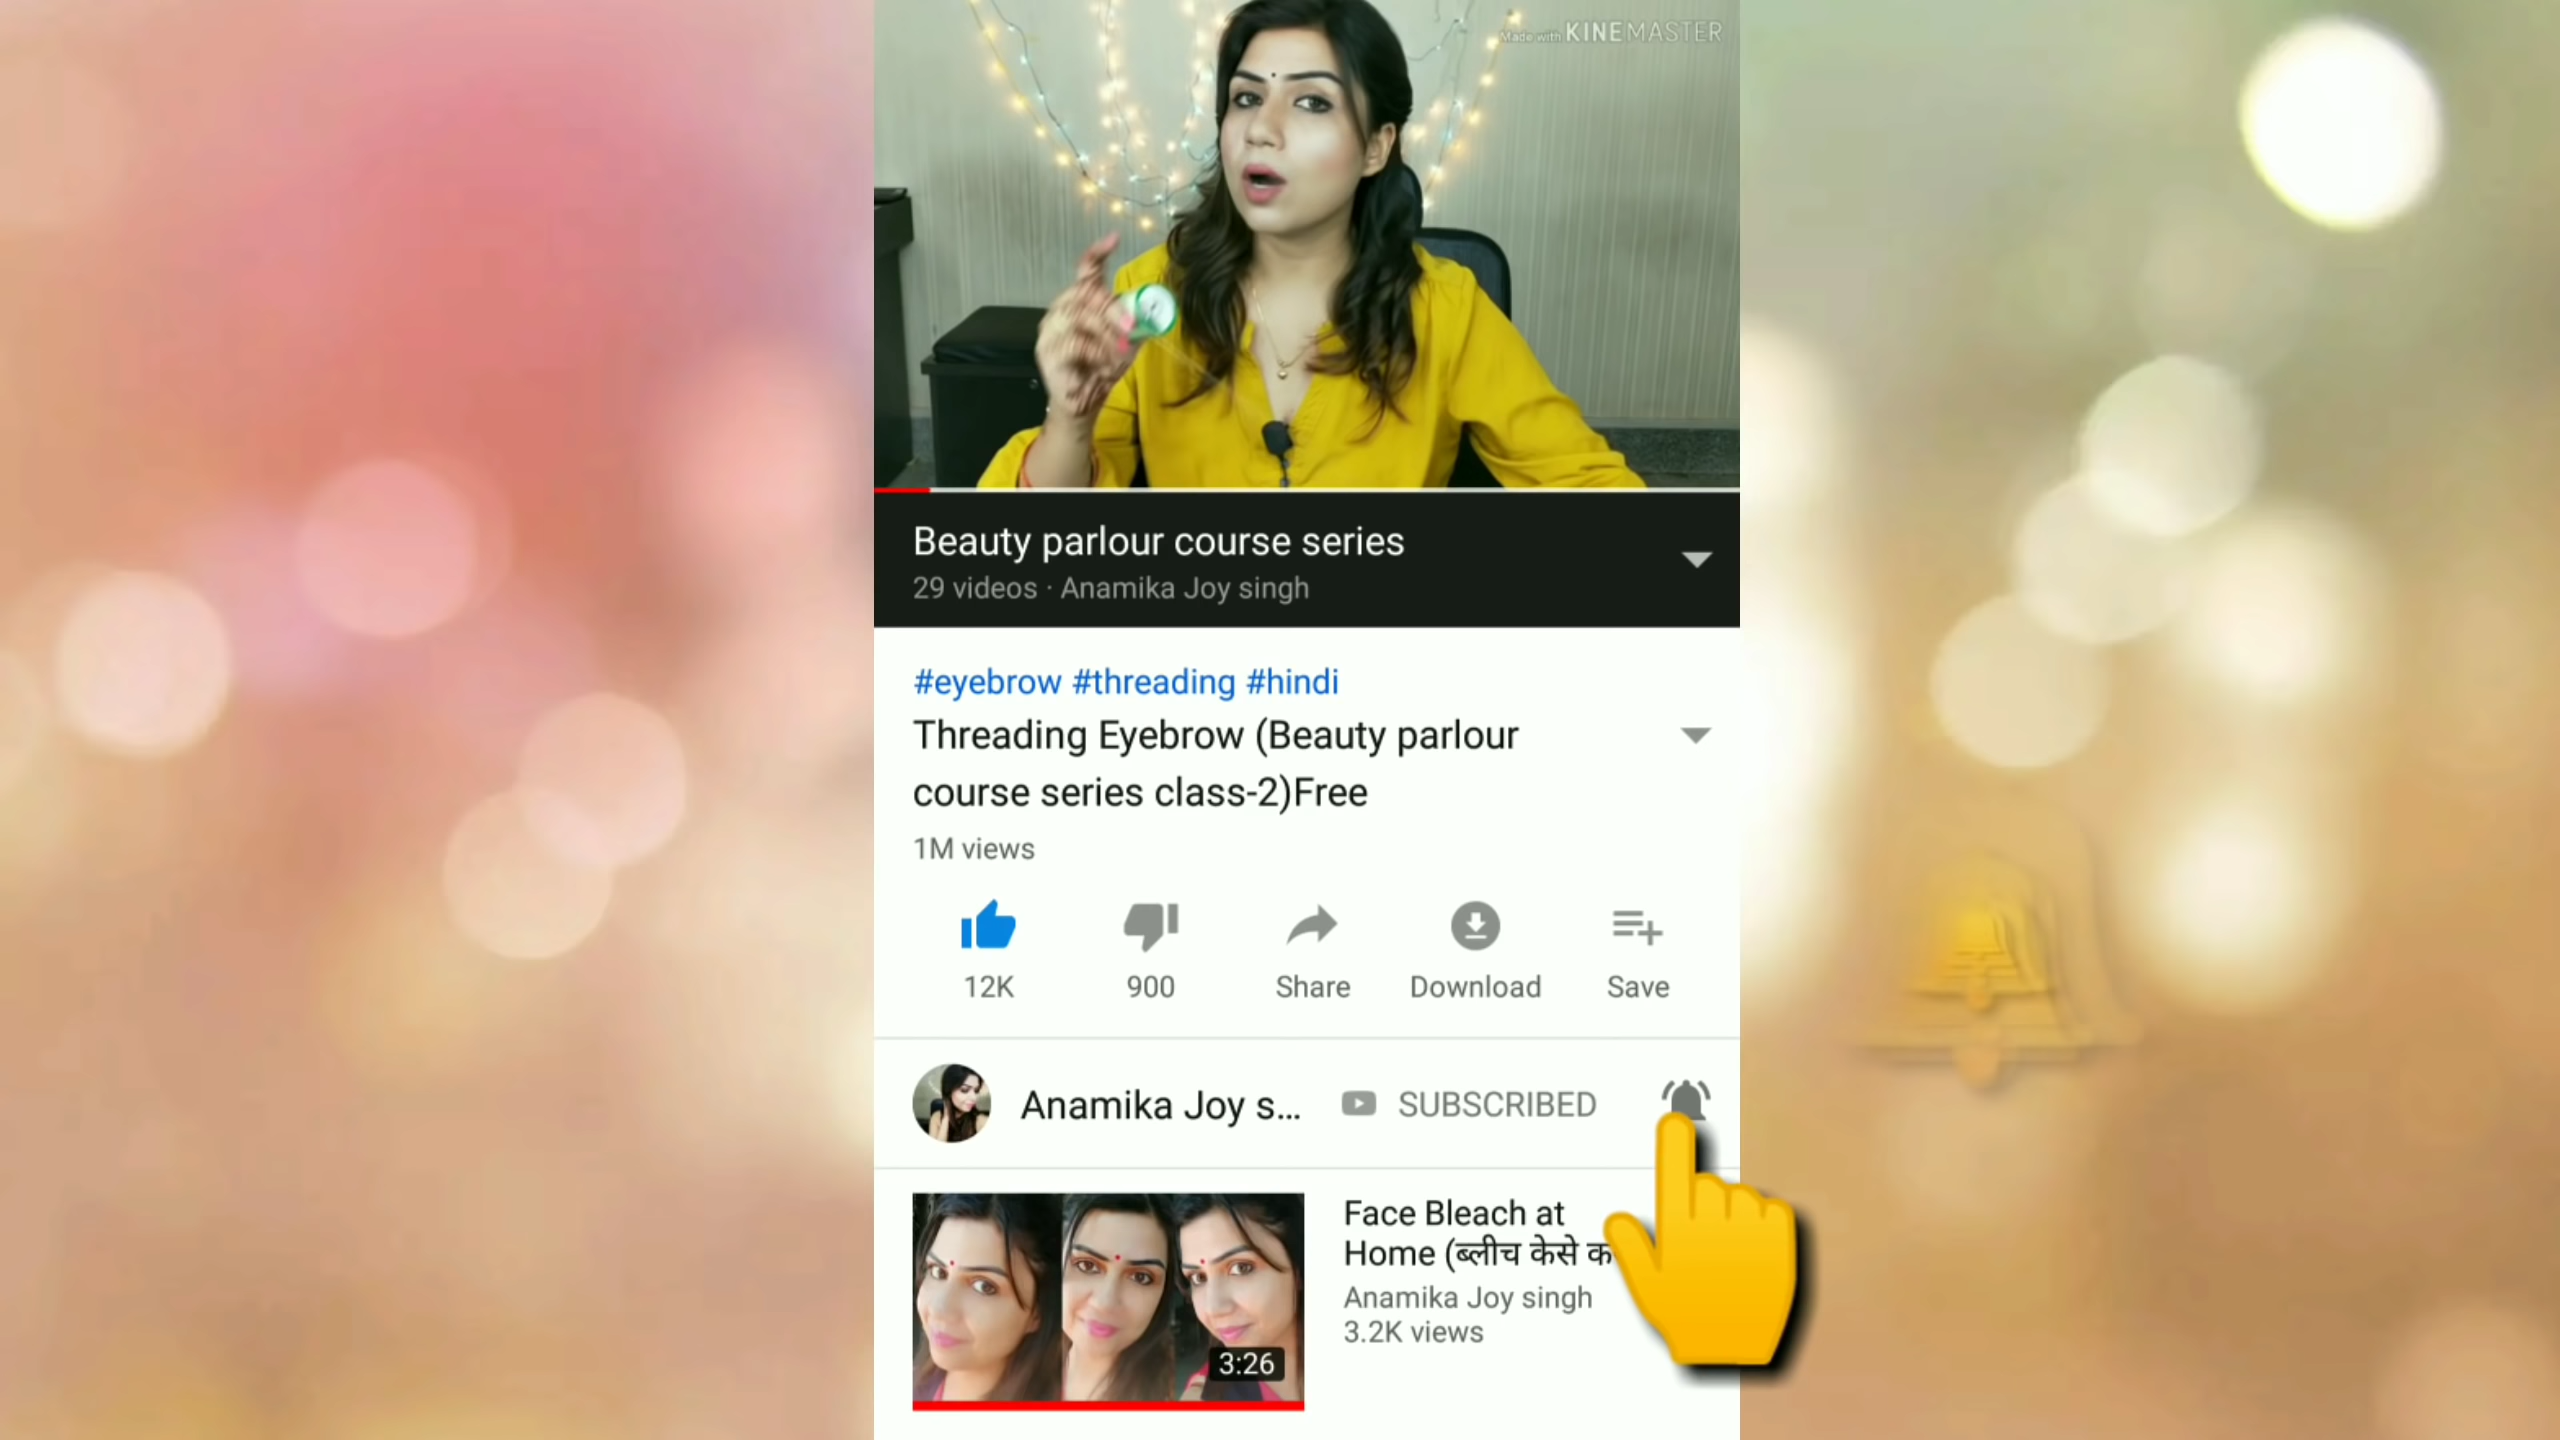 Made with KINEMASTER
Beauty parlour course series
29 videos · Anamika Joy singh
#eyebrow #threading #hindi
Threading Eyebrow (Beauty parlour
course series class-2)Free
1M views
12K
900
Share
Download
Save
Anamika Joy s...
SUBSCRIBED
Face Bleach at
Home (ब्लीच केसे क
Anamika Joy singh
3.2K views
3:26